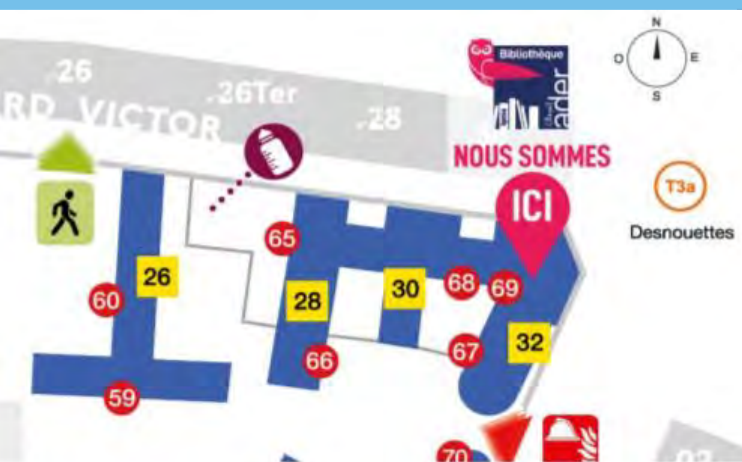 N
O
E
S
Bibliothèque
ader
.26
.26Ter
.28
RD VICTOR
NOUS SOMMES
ICI
T3a
Desnouettes
65
26
60
28
30
68
69
32
67
66
59
70